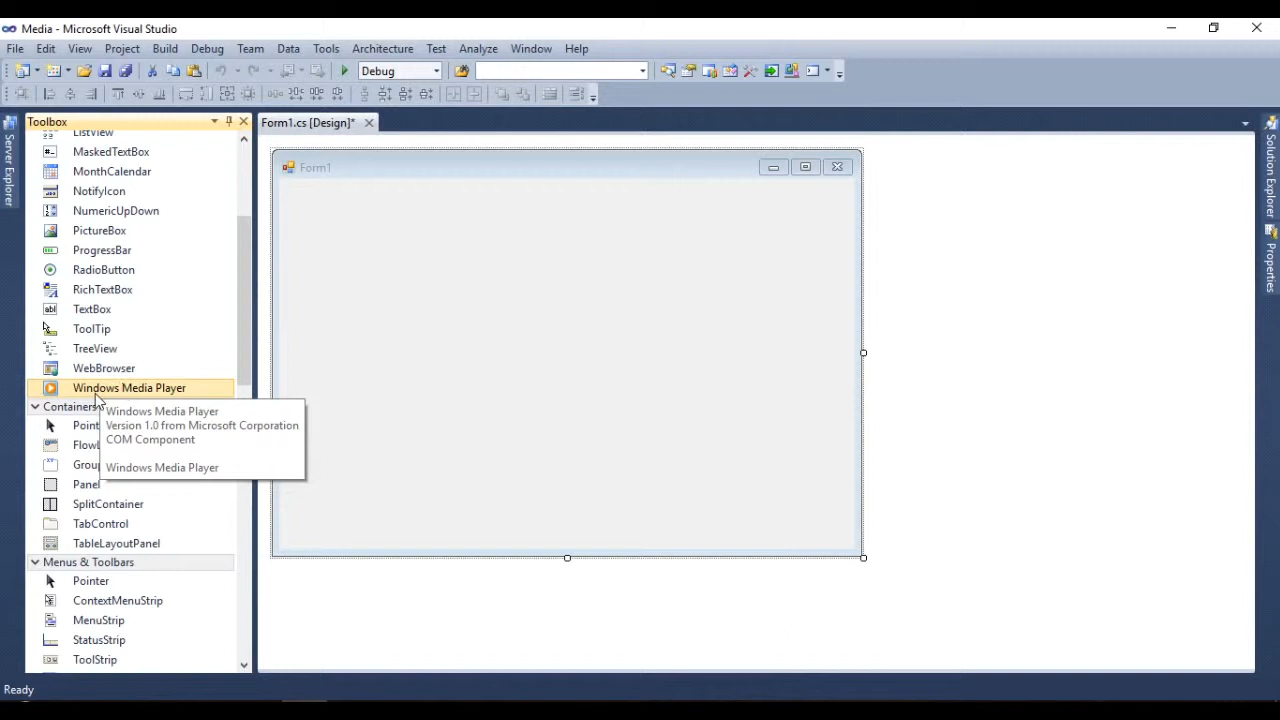 Media - Microsoft Visual Studio
File Edit View Project Build Debug Team Data Tools Architecture Test Analyze Window Help
Debug
Toolbox
Form1.cs [Design]*
Server Explorer
Solution Explorer
Properties
Form1
ListView
MaskedTextBox
MonthCalendar
NotifyIcon
NumericUpDown
PictureBox
ProgressBar
RadioButton
RichTextBox
TextBox
ToolTip
TreeView
WebBrowser
Windows Media Player
Containers
Windows Media Player
Version 1.0 from Microsoft Corporation
COM Component
Windows Media Player
Point
FlowL
Group
Panel
SplitContainer
TabControl
TableLayoutPanel
Menus & Toolbars
Pointer
ContextMenuStrip
MenuStrip
StatusStrip
ToolStrip
Ready